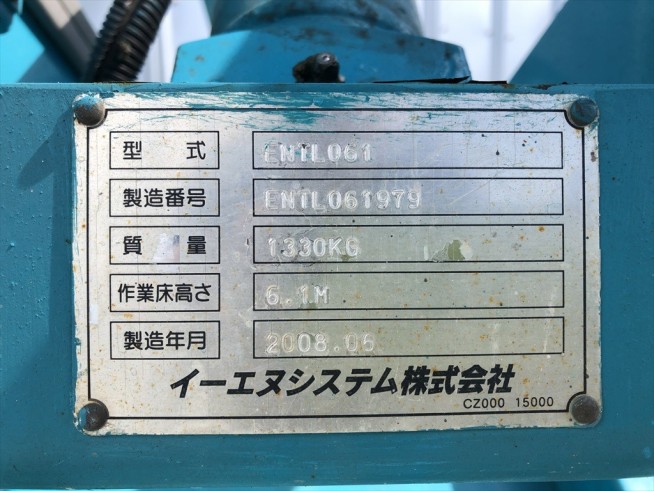 型 式 ENTL061
製造番号 ENTL061979
質 量 1330KG
作業床高さ 6.1M
製造年月 2008.05
イーエヌシステム株式会社
CZ000 15000